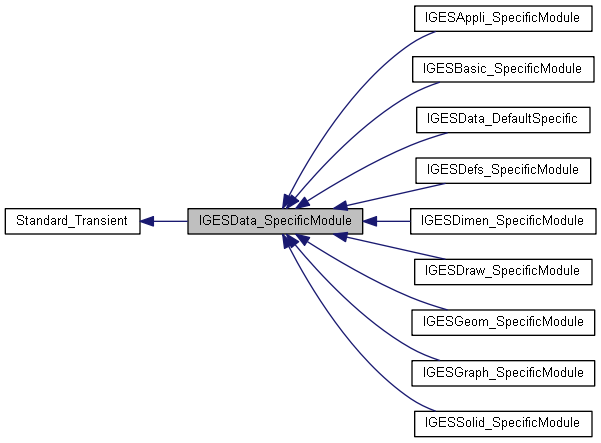 IGESAppli_SpecificModule
IGESBasic_SpecificModule
IGESData_DefaultSpecific
IGESDefs_SpecificModule
Standard_Transient
IGESData_SpecificModule
IGESDimen_SpecificModule
IGESDraw_SpecificModule
IGESGeom_SpecificModule
IGESGraph_SpecificModule
IGESSolid_SpecificModule